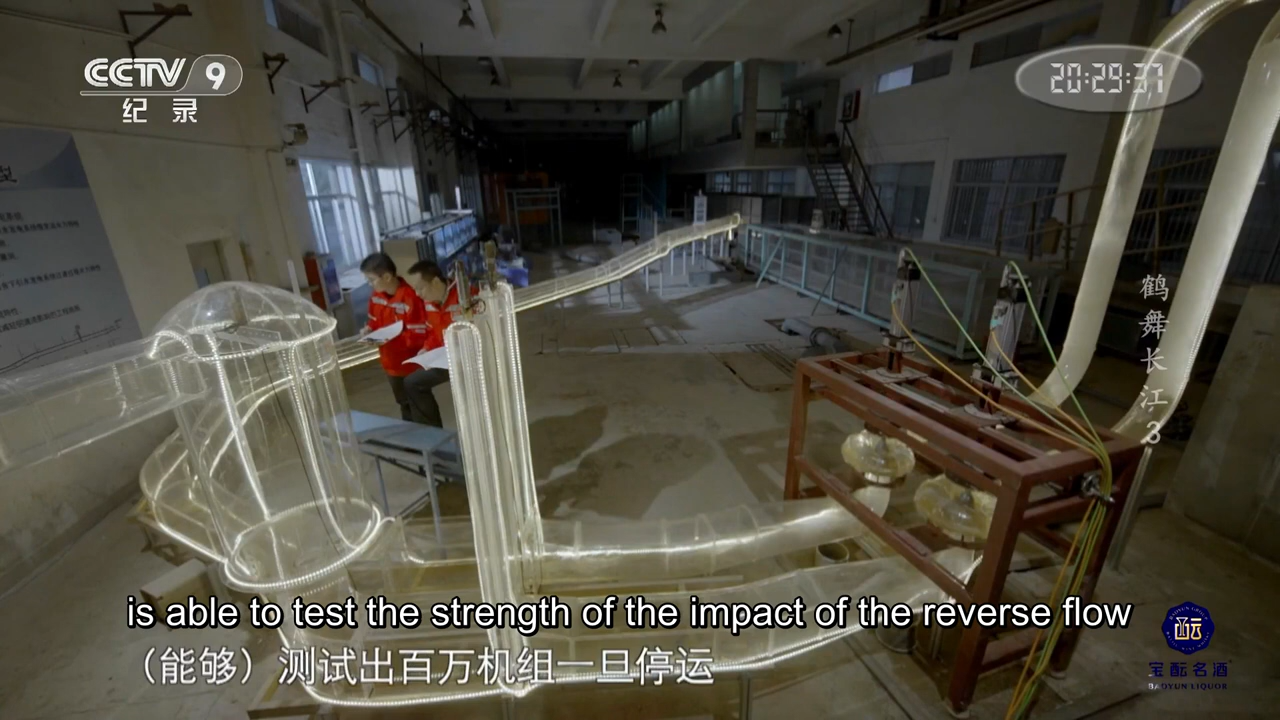 CCTV 9
纪 录
20:29:37
型
鹤舞长江 3
is able to test the strength of the impact of the reverse flow
（能够）测试出百万机组一旦停运
宝酝名酒
BAOYUN LIQUOR